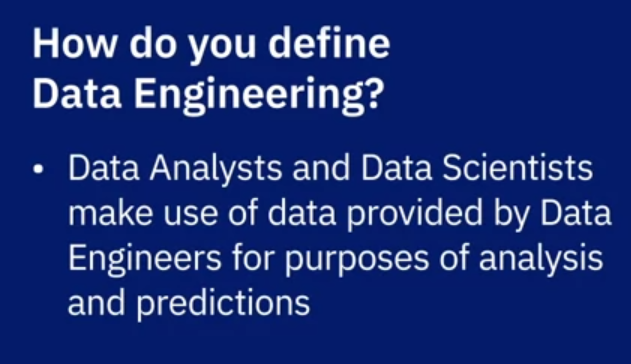 How do you define
Data Engineering?
• Data Analysts and Data Scientists
make use of data provided by Data
Engineers for purposes of analysis
and predictions